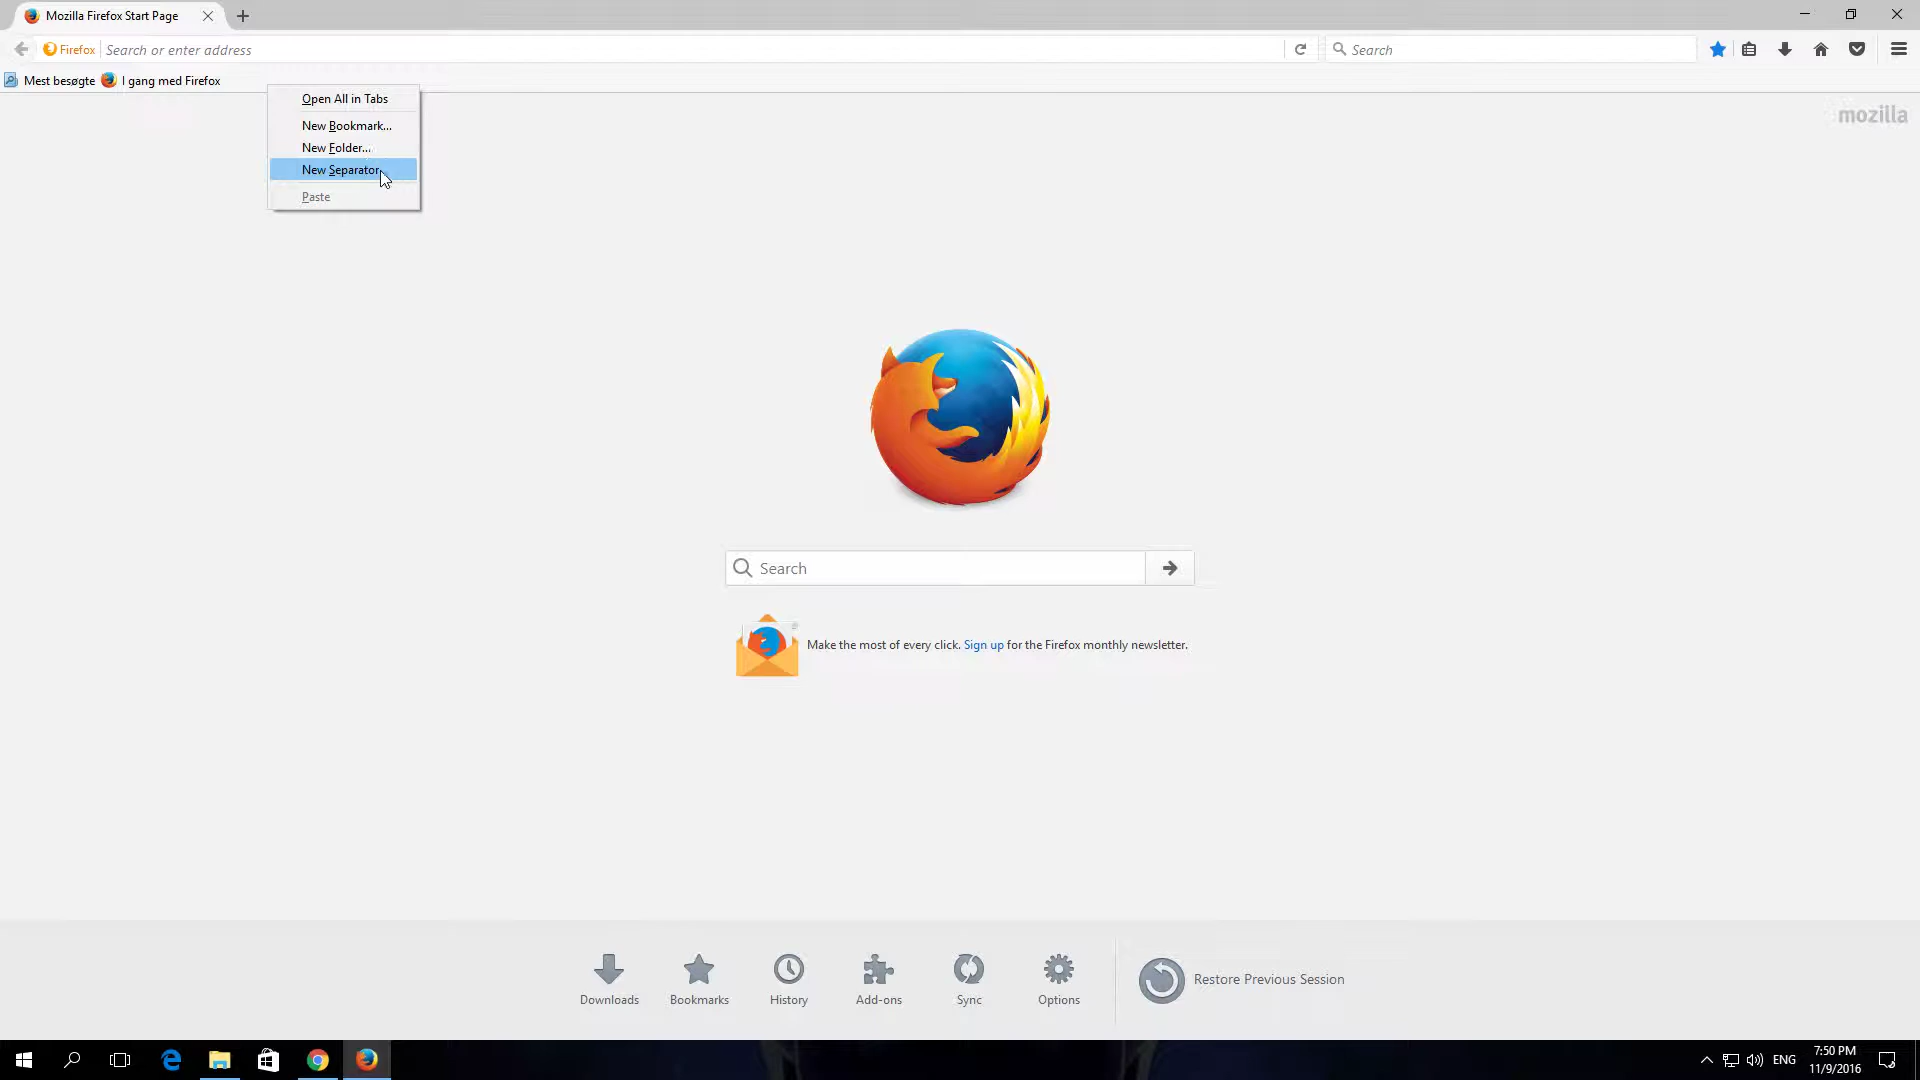 Mozilla Firefox Start Page
Firefox
Search or enter address
Search
Mest besøgte
I gang med Firefox
Open All in Tabs
New Bookmark...
New Folder...
New Separator
Paste
mozilla
Search
Make the most of every click. Sign up for the Firefox monthly newsletter.
Downloads
Bookmarks
History
Add-ons
Sync
Options
Restore Previous Session
ENG
7:50 PM
11/9/2016